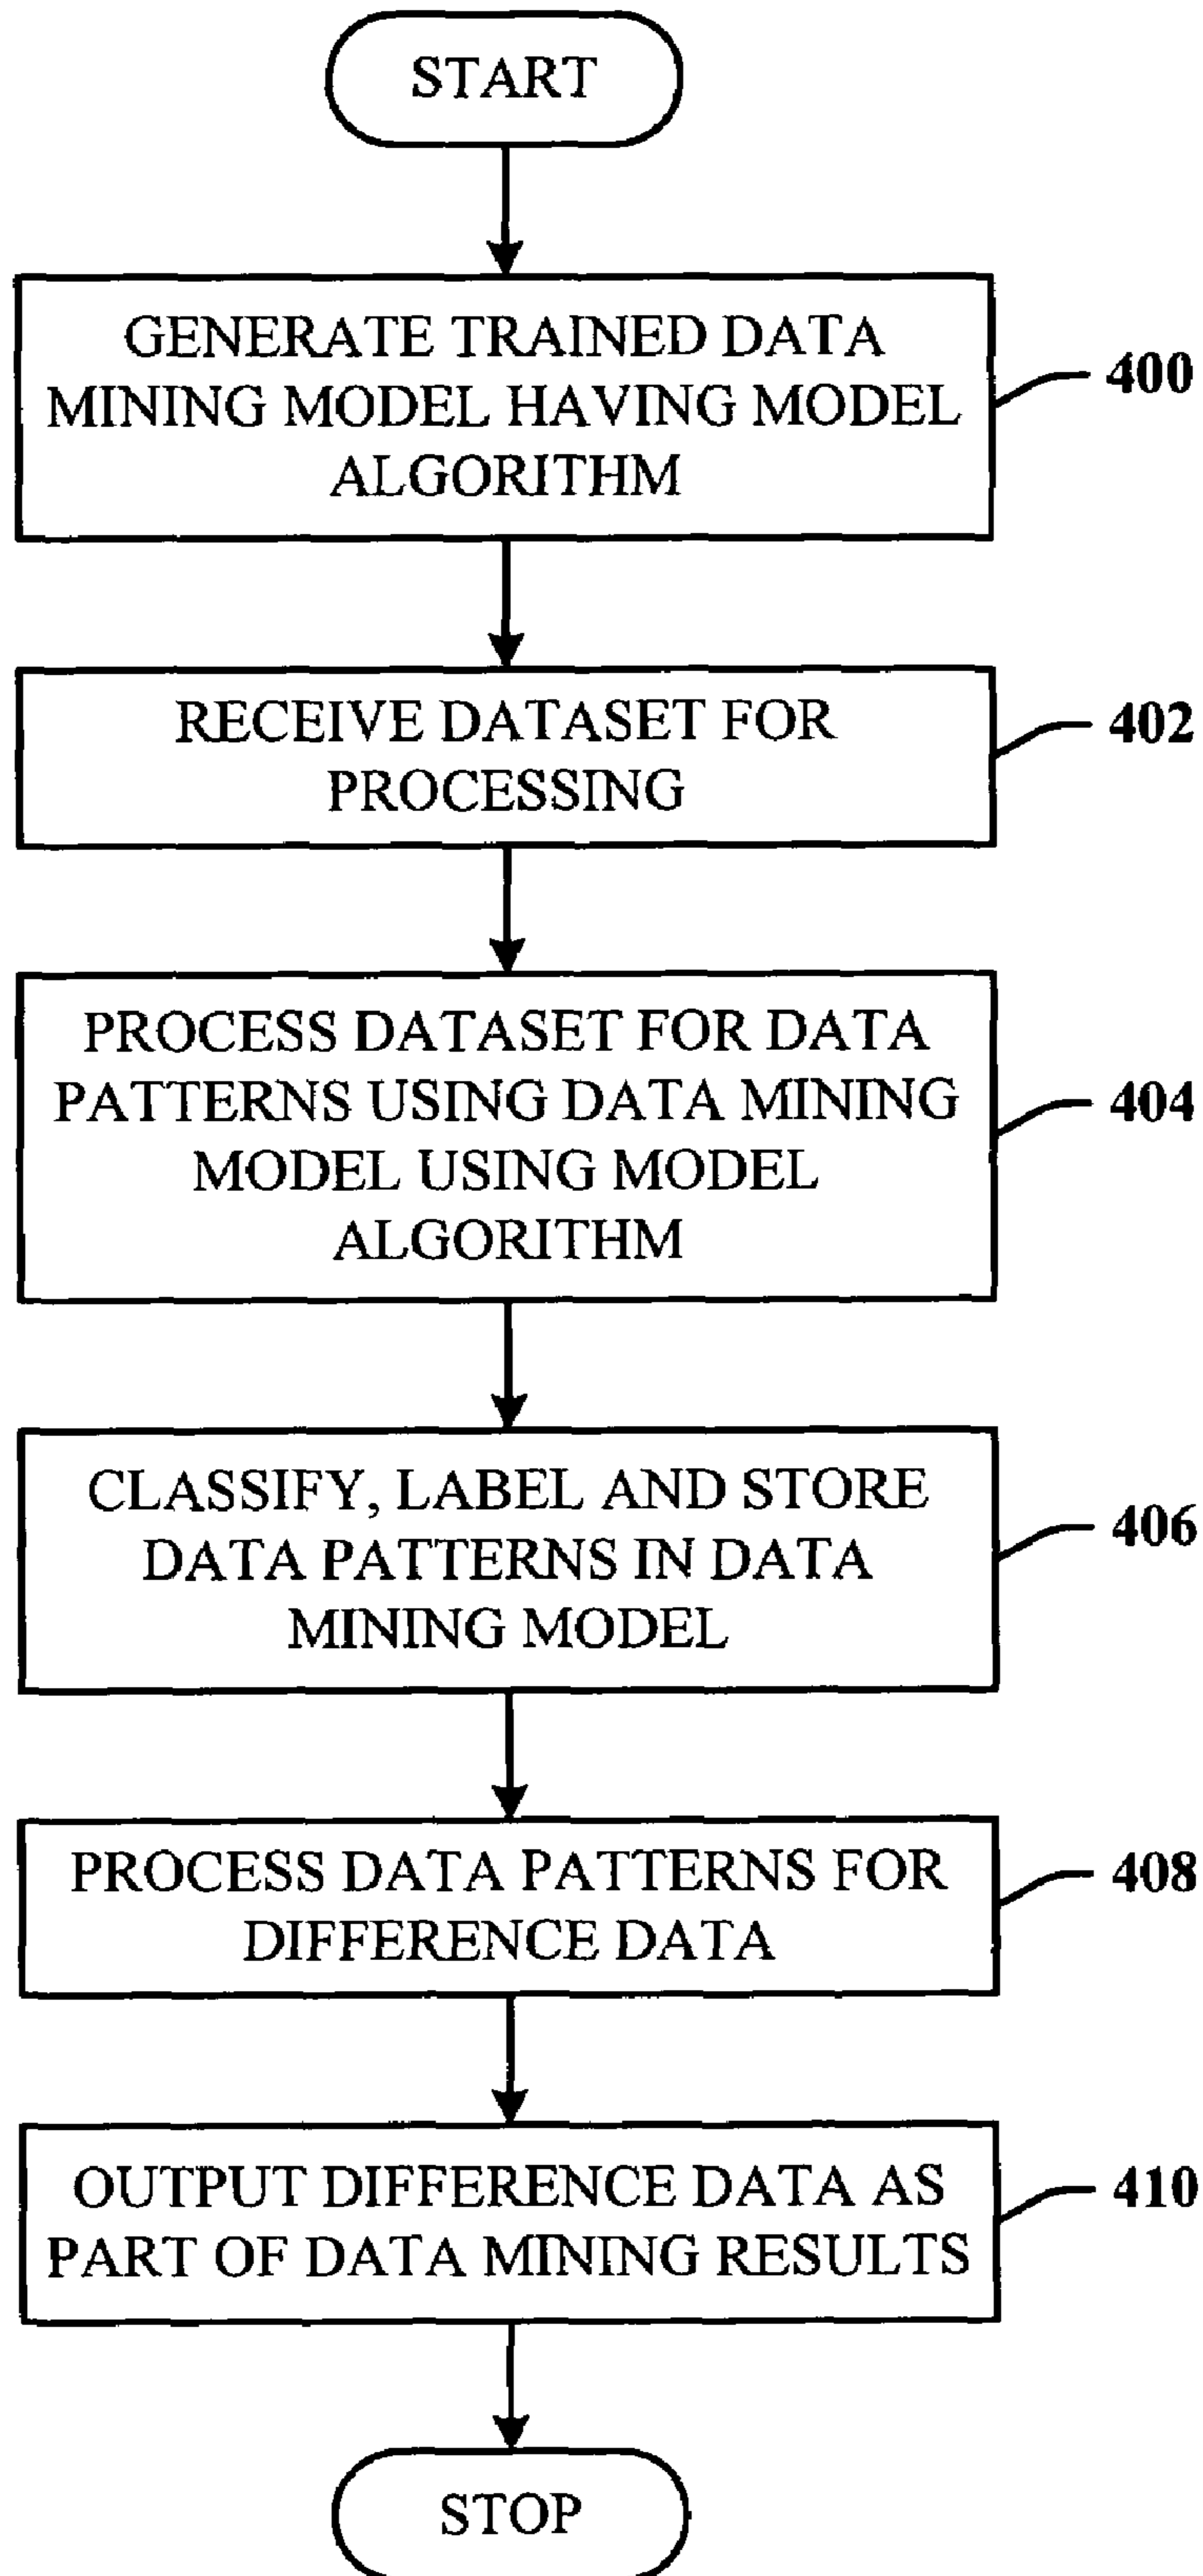 START
GENERATE TRAINED DATA
MINING MODEL HAVING MODEL
ALGORITHM
400
RECEIVE DATASET FOR
PROCESSING
402
PROCESS DATASET FOR DATA
PATTERNS USING DATA MINING
MODEL USING MODEL
ALGORITHM
404
CLASSIFY, LABEL AND STORE
DATA PATTERNS IN DATA
MINING MODEL
406
PROCESS DATA PATTERNS FOR
DIFFERENCE DATA
408
OUTPUT DIFFERENCE DATA AS
PART OF DATA MINING RESULTS
410
STOP